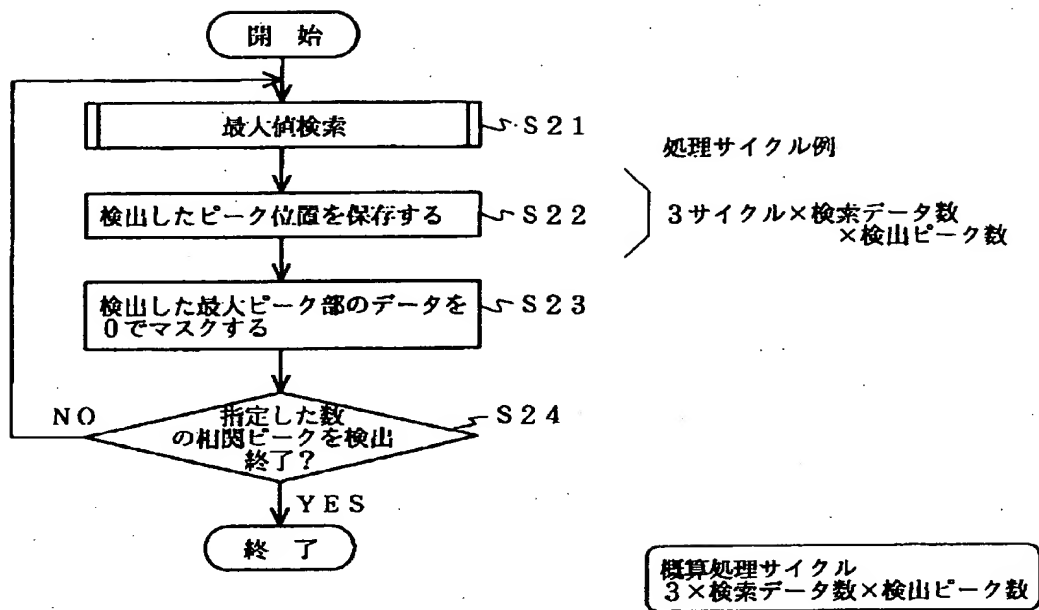 開 始
最大値検索
S21
処理サイクル例
検出したピーク位置を保存する
S22
3サイクル×検索データ数
×検出ピーク数
検出した最大ピーク部のデータを
0でマスクする
S23
NO
指定した数
の相関ピークを検出
終了?
S24
YES
終 了
概算処理サイクル
3×検索データ数×検出ピーク数